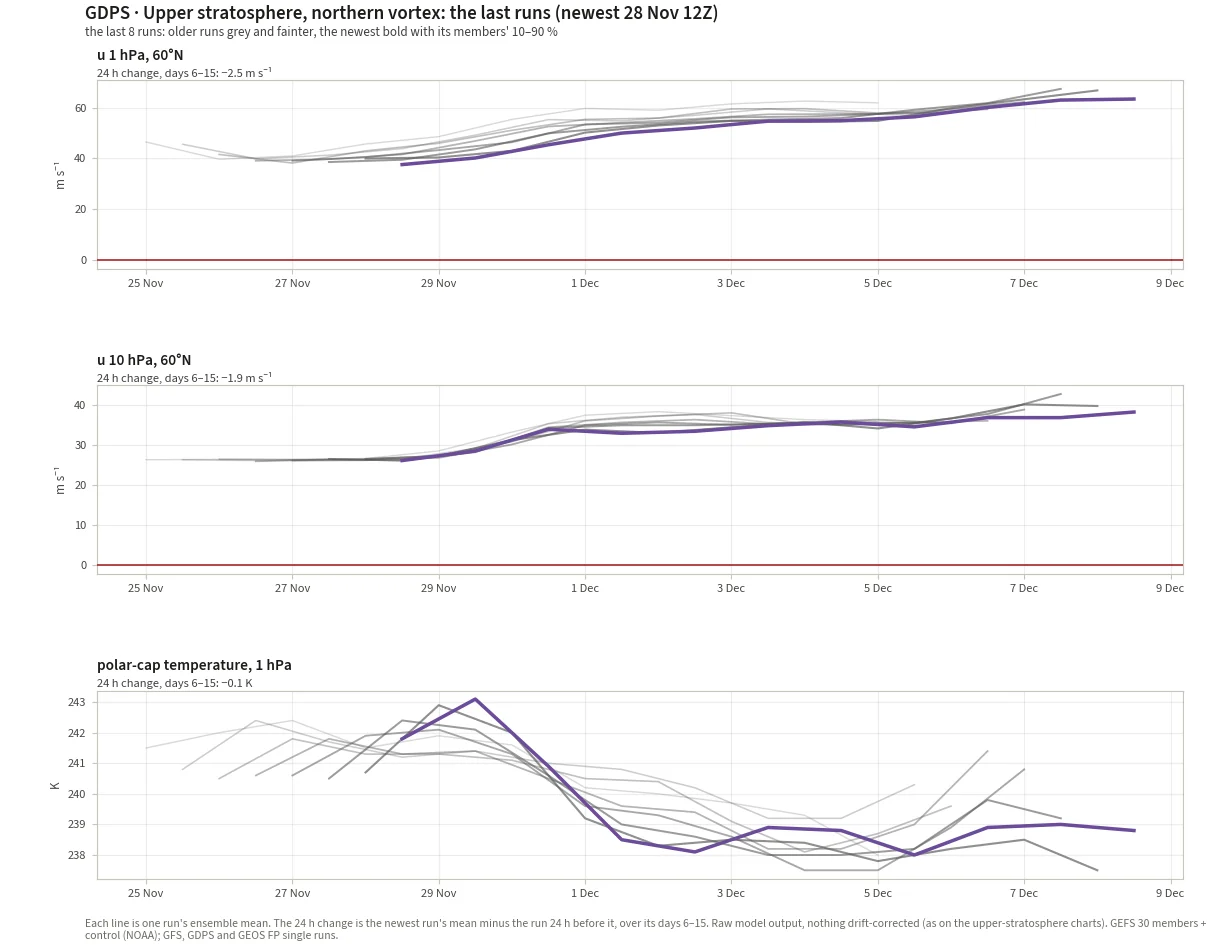 GDPS · Upper stratosphere, northern vortex: the last runs (newest 28 Nov 12Z)
the last 8 runs: older runs grey and fainter, the newest bold with its members' 10–90 %
u 1 hPa, 60°N
24 h change, days 6–15: −2.5 m s⁻¹
60
40
20
0
m s⁻¹
25 Nov 27 Nov 29 Nov 1 Dec 3 Dec 5 Dec 7 Dec 9 Dec
u 10 hPa, 60°N
24 h change, days 6–15: −1.9 m s⁻¹
40
30
20
10
0
m s⁻¹
25 Nov 27 Nov 29 Nov 1 Dec 3 Dec 5 Dec 7 Dec 9 Dec
polar-cap temperature, 1 hPa
24 h change, days 6–15: −0.1 K
243
242
241
240
239
238
K
25 Nov 27 Nov 29 Nov 1 Dec 3 Dec 5 Dec 7 Dec 9 Dec
Each line is one run's ensemble mean. The 24 h change is the newest run's mean minus the run 24 h before it, over its days 6–15. Raw model output, nothing drift-corrected (as on the upper-stratosphere charts). GEFS 30 members +
control (NOAA); GFS, GDPS and GEOS FP single runs.